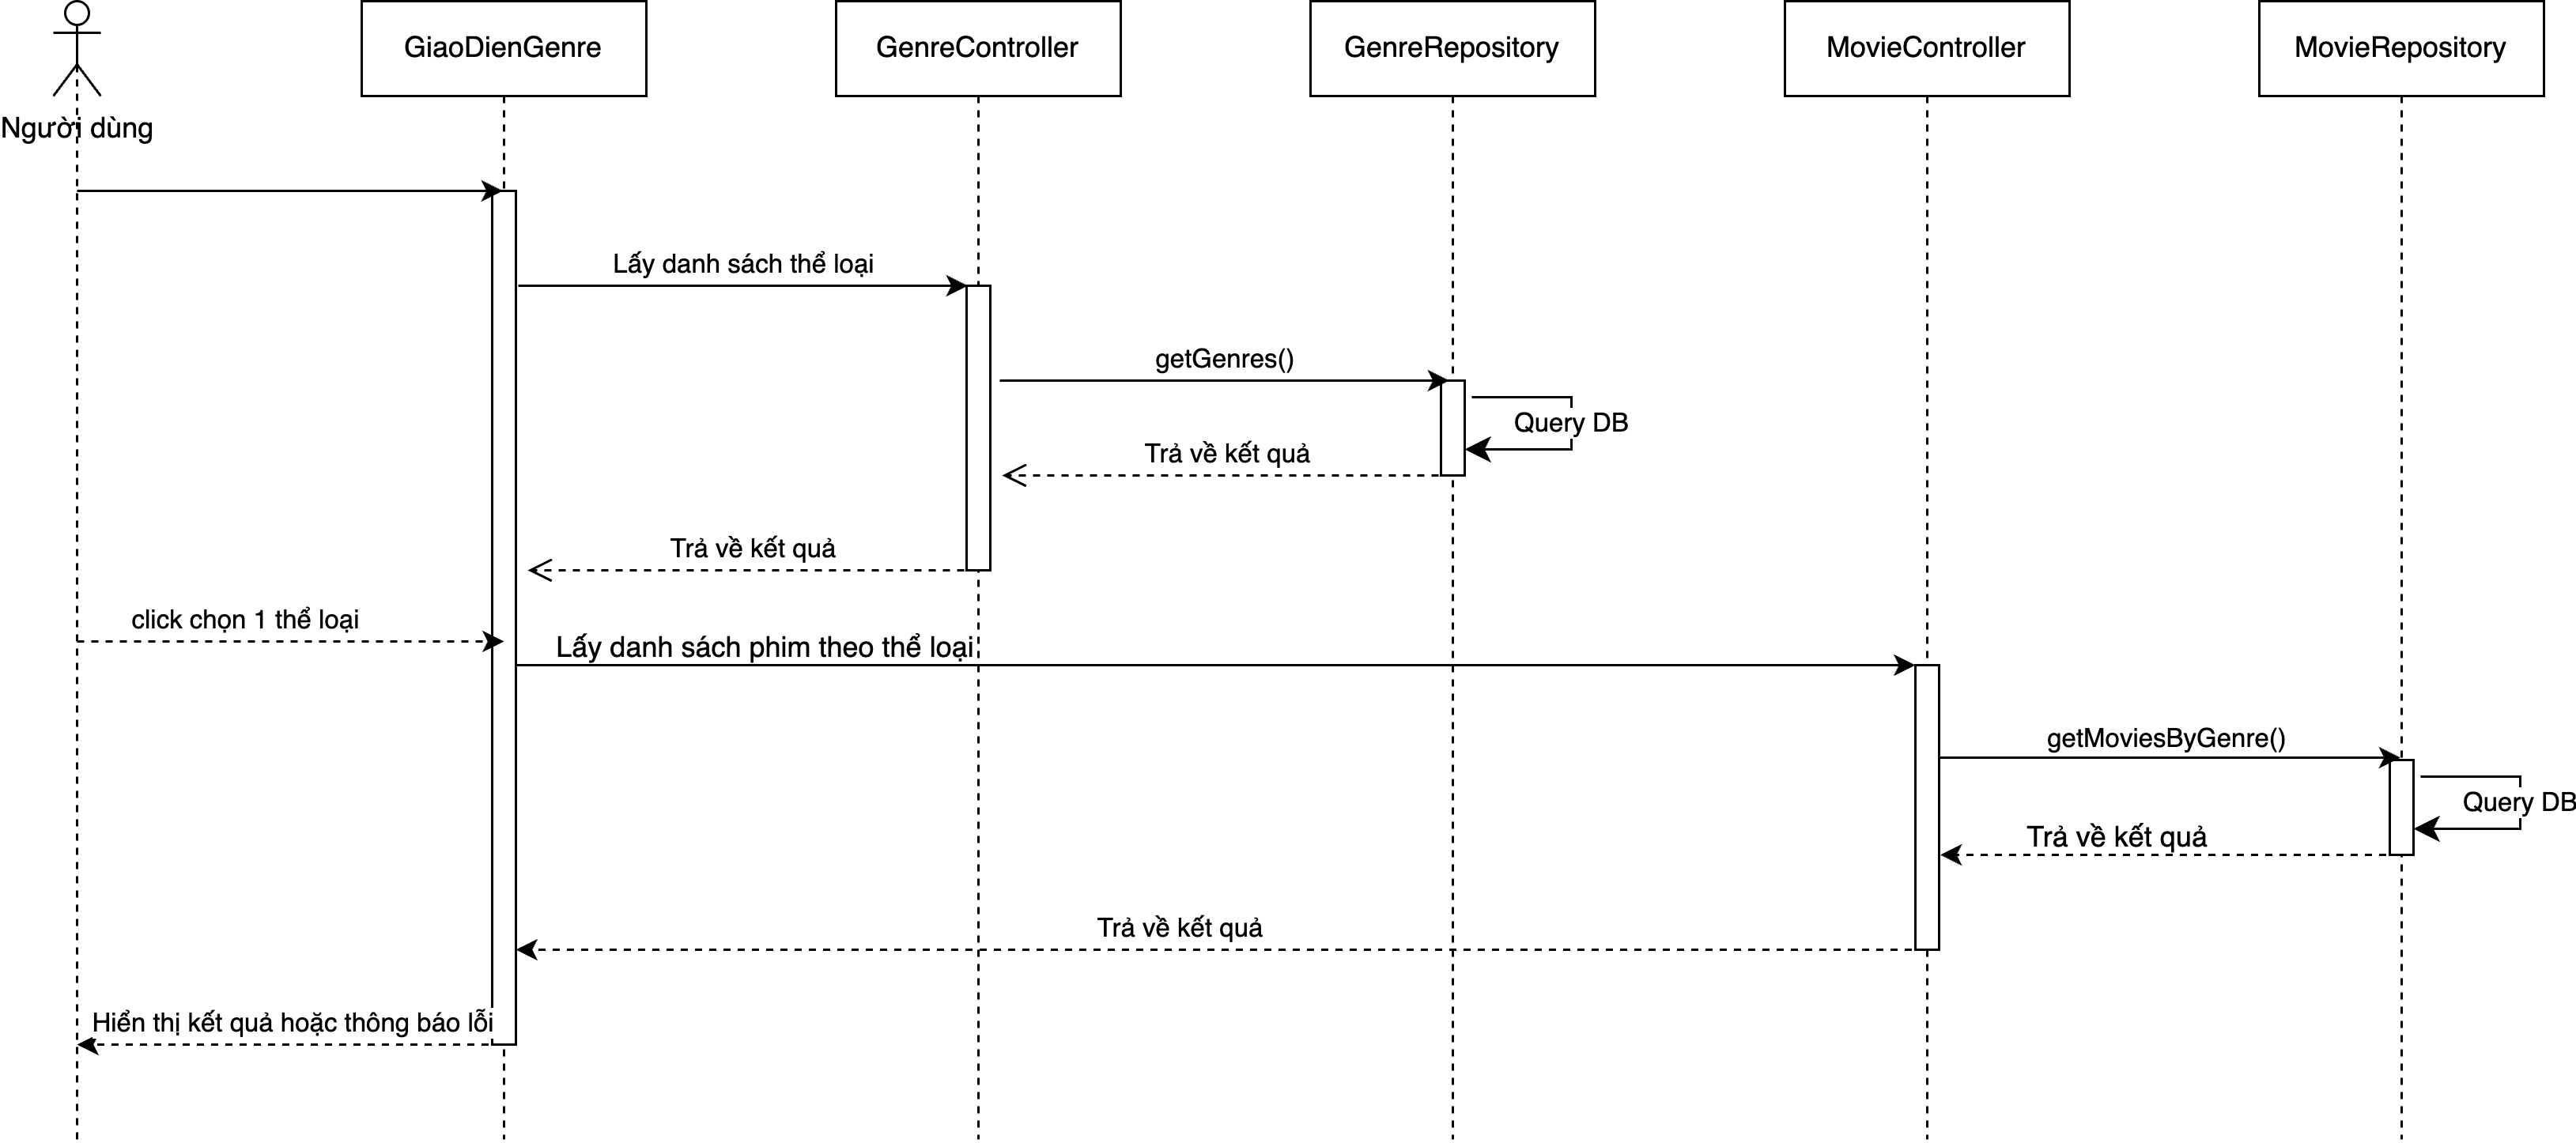 GiaoDienGenre
GenreController
GenreRepository
MovieController
MovieRepository
Người dùng
Lấy danh sách thể loại
getGenres()
Query DB
Trả về kết quả
Trả về kết quả
click chọn 1 thể loại
Lấy danh sách phim theo thể loại
getMoviesByGenre()
Query DB
Trả về kết quả
Trả về kết quả
Hiển thị kết quả hoặc thông báo lỗi